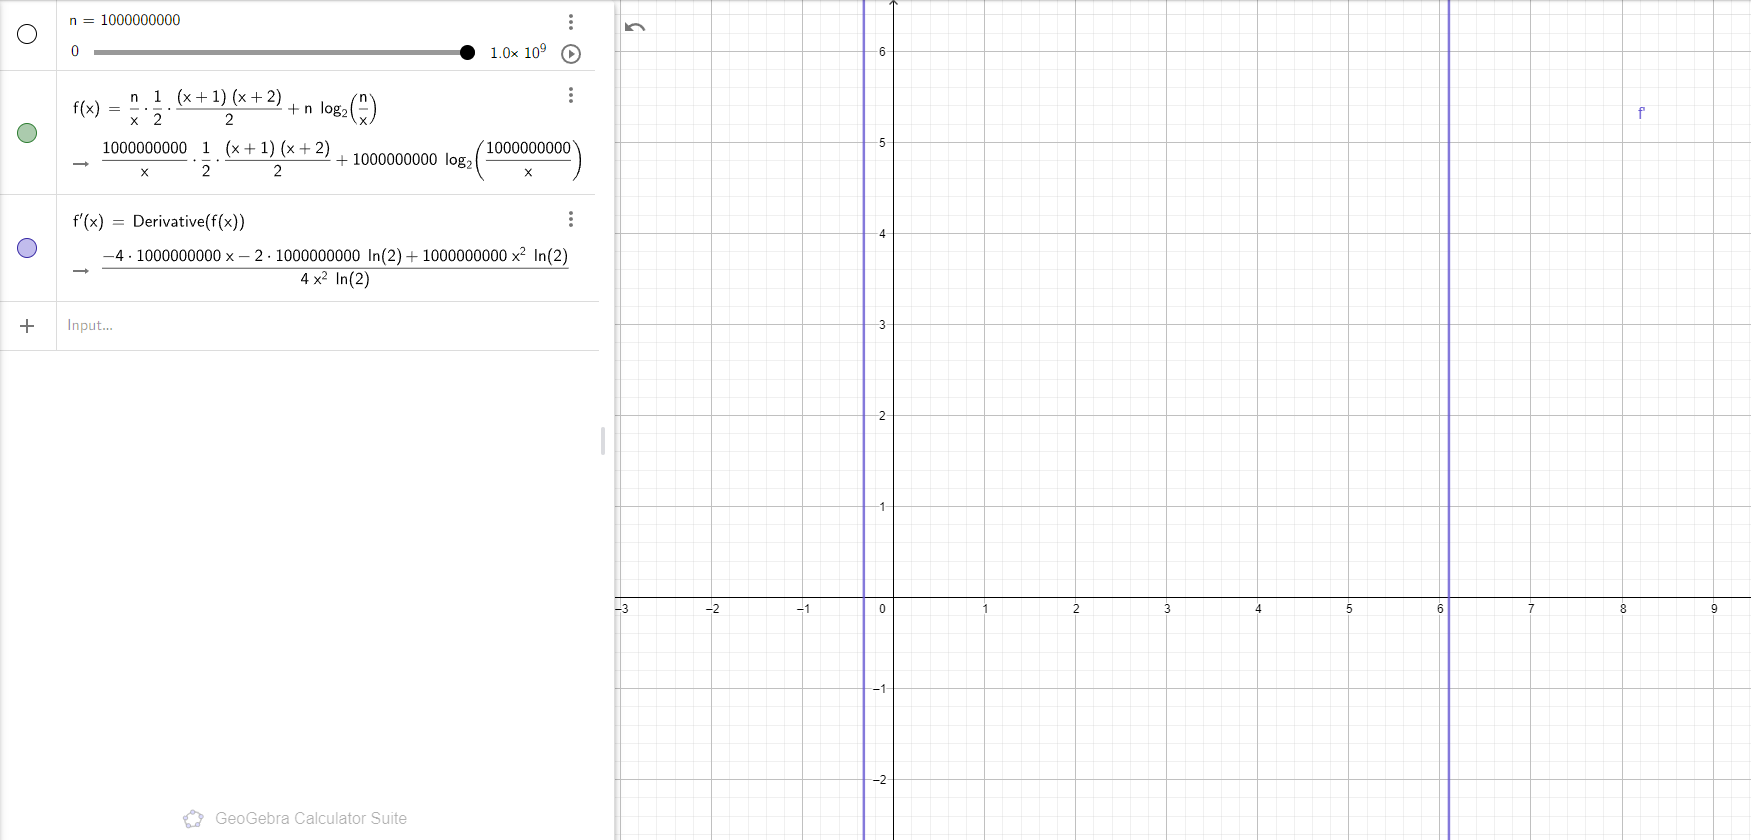 n = 1000000000
0 1.0× 10⁹
f(x) = n/x · 1/2 · (x + 1) (x + 2)/2 + n log₂(n/x)
→ 1000000000/x · 1/2 · (x + 1) (x + 2)/2 + 1000000000 log₂(1000000000/x)
f′(x) = Derivative(f(x))
→ (−4 · 1000000000 x − 2 · 1000000000 ln(2) + 1000000000 x² ln(2))/(4 x² ln(2))
+ Input...
GeoGebra Calculator Suite
6
f'
5
4
3
2
1
−3 −2 −1 0 1 2 3 4 5 6 7 8 9
−1
−2